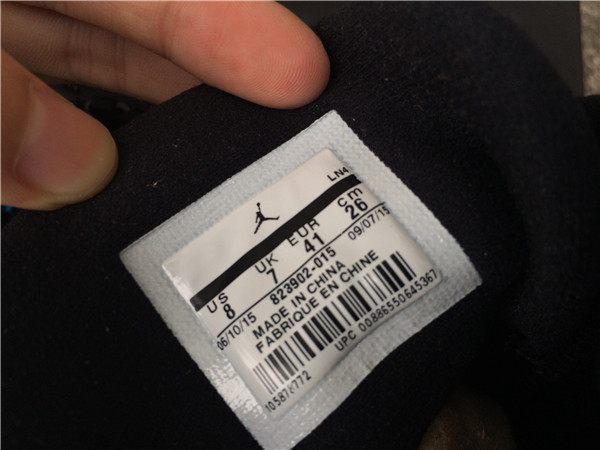 LN4
US UK EUR cm
8 7 41 26
06/10/15 823902-015 09/07/15
MADE IN CHINA
FABRIQUE EN CHINE
UPC 00886550645367
105878772